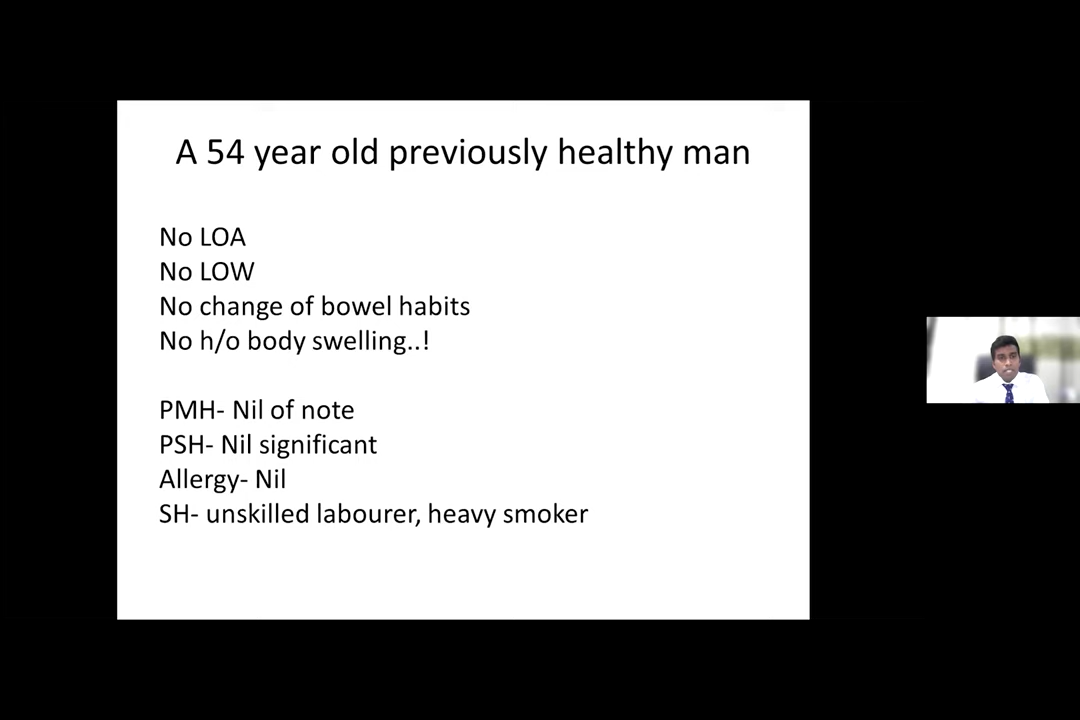 A 54 year old previously healthy man
No LOA
No LOW
No change of bowel habits
No h/o body swelling..!
PMH- Nil of note
PSH- Nil significant
Allergy- Nil
SH- unskilled labourer, heavy smoker